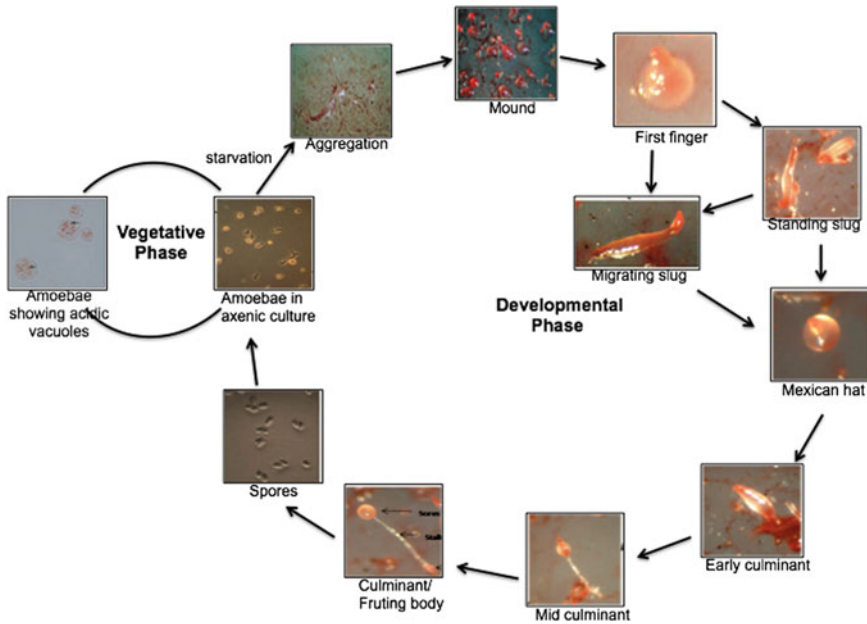 Aggregation
Mound
First finger
starvation
Standing slug
Vegetative
Phase
Migrating slug
Amoebae
showing acidic
vacuoles
Amoebae in
axenic culture
Developmental
Phase
Mexican hat
Spores
Sorus
Stalk
Early culminant
Mid culminant
Culminant/
Fruting body